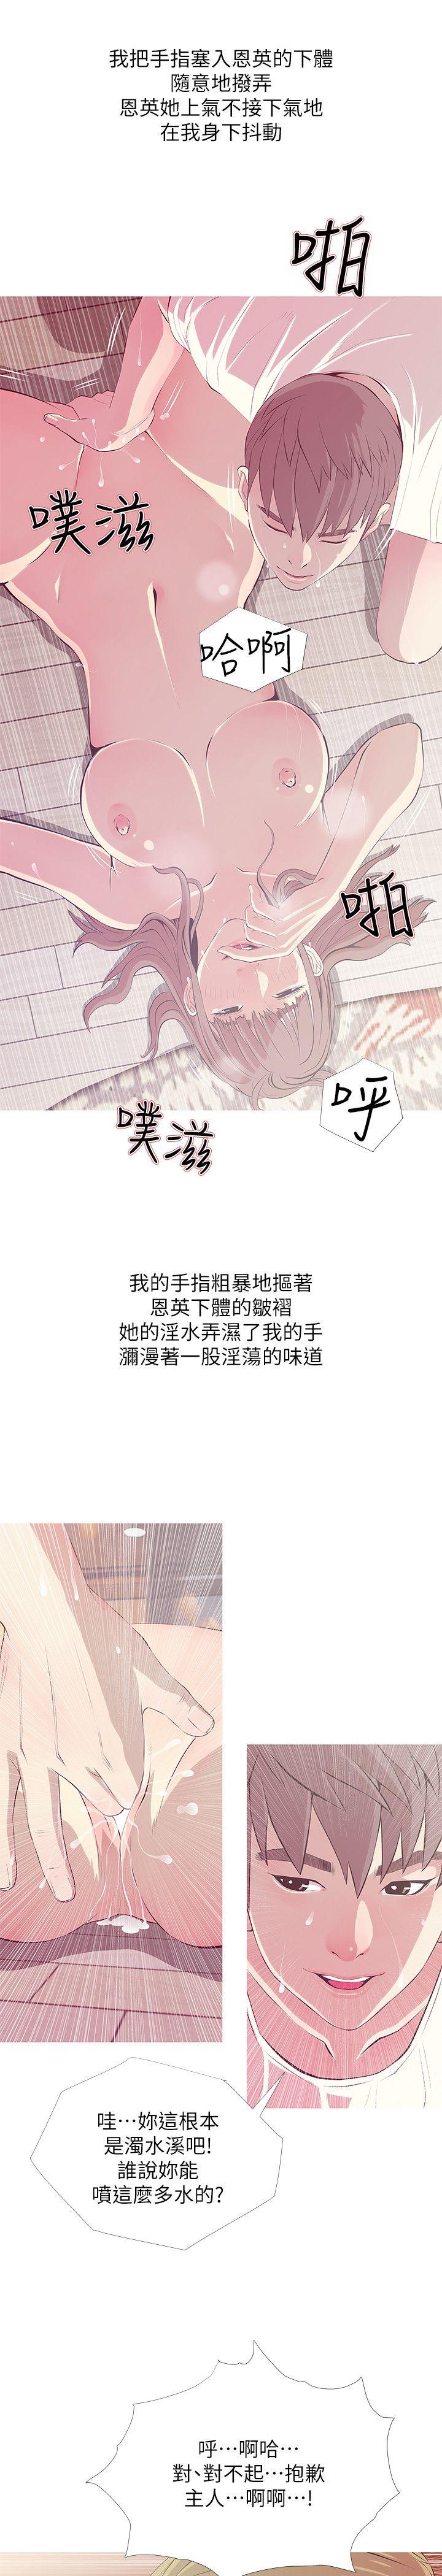 我把手指塞入恩英的下體
隨意地撥弄
恩英她上氣不接下氣地
在我身下抖動
啪
噗滋
哈啊
啪
呼
噗滋
我的手指粗暴地摳著
恩英下體的皺褶
她的淫水弄濕了我的手
瀰漫著一股淫蕩的味道
哇…妳這根本
是濁水溪吧!
誰說妳能
噴這麼多水的?
呼…啊哈…
對、對不起…抱歉
主人…啊啊…!